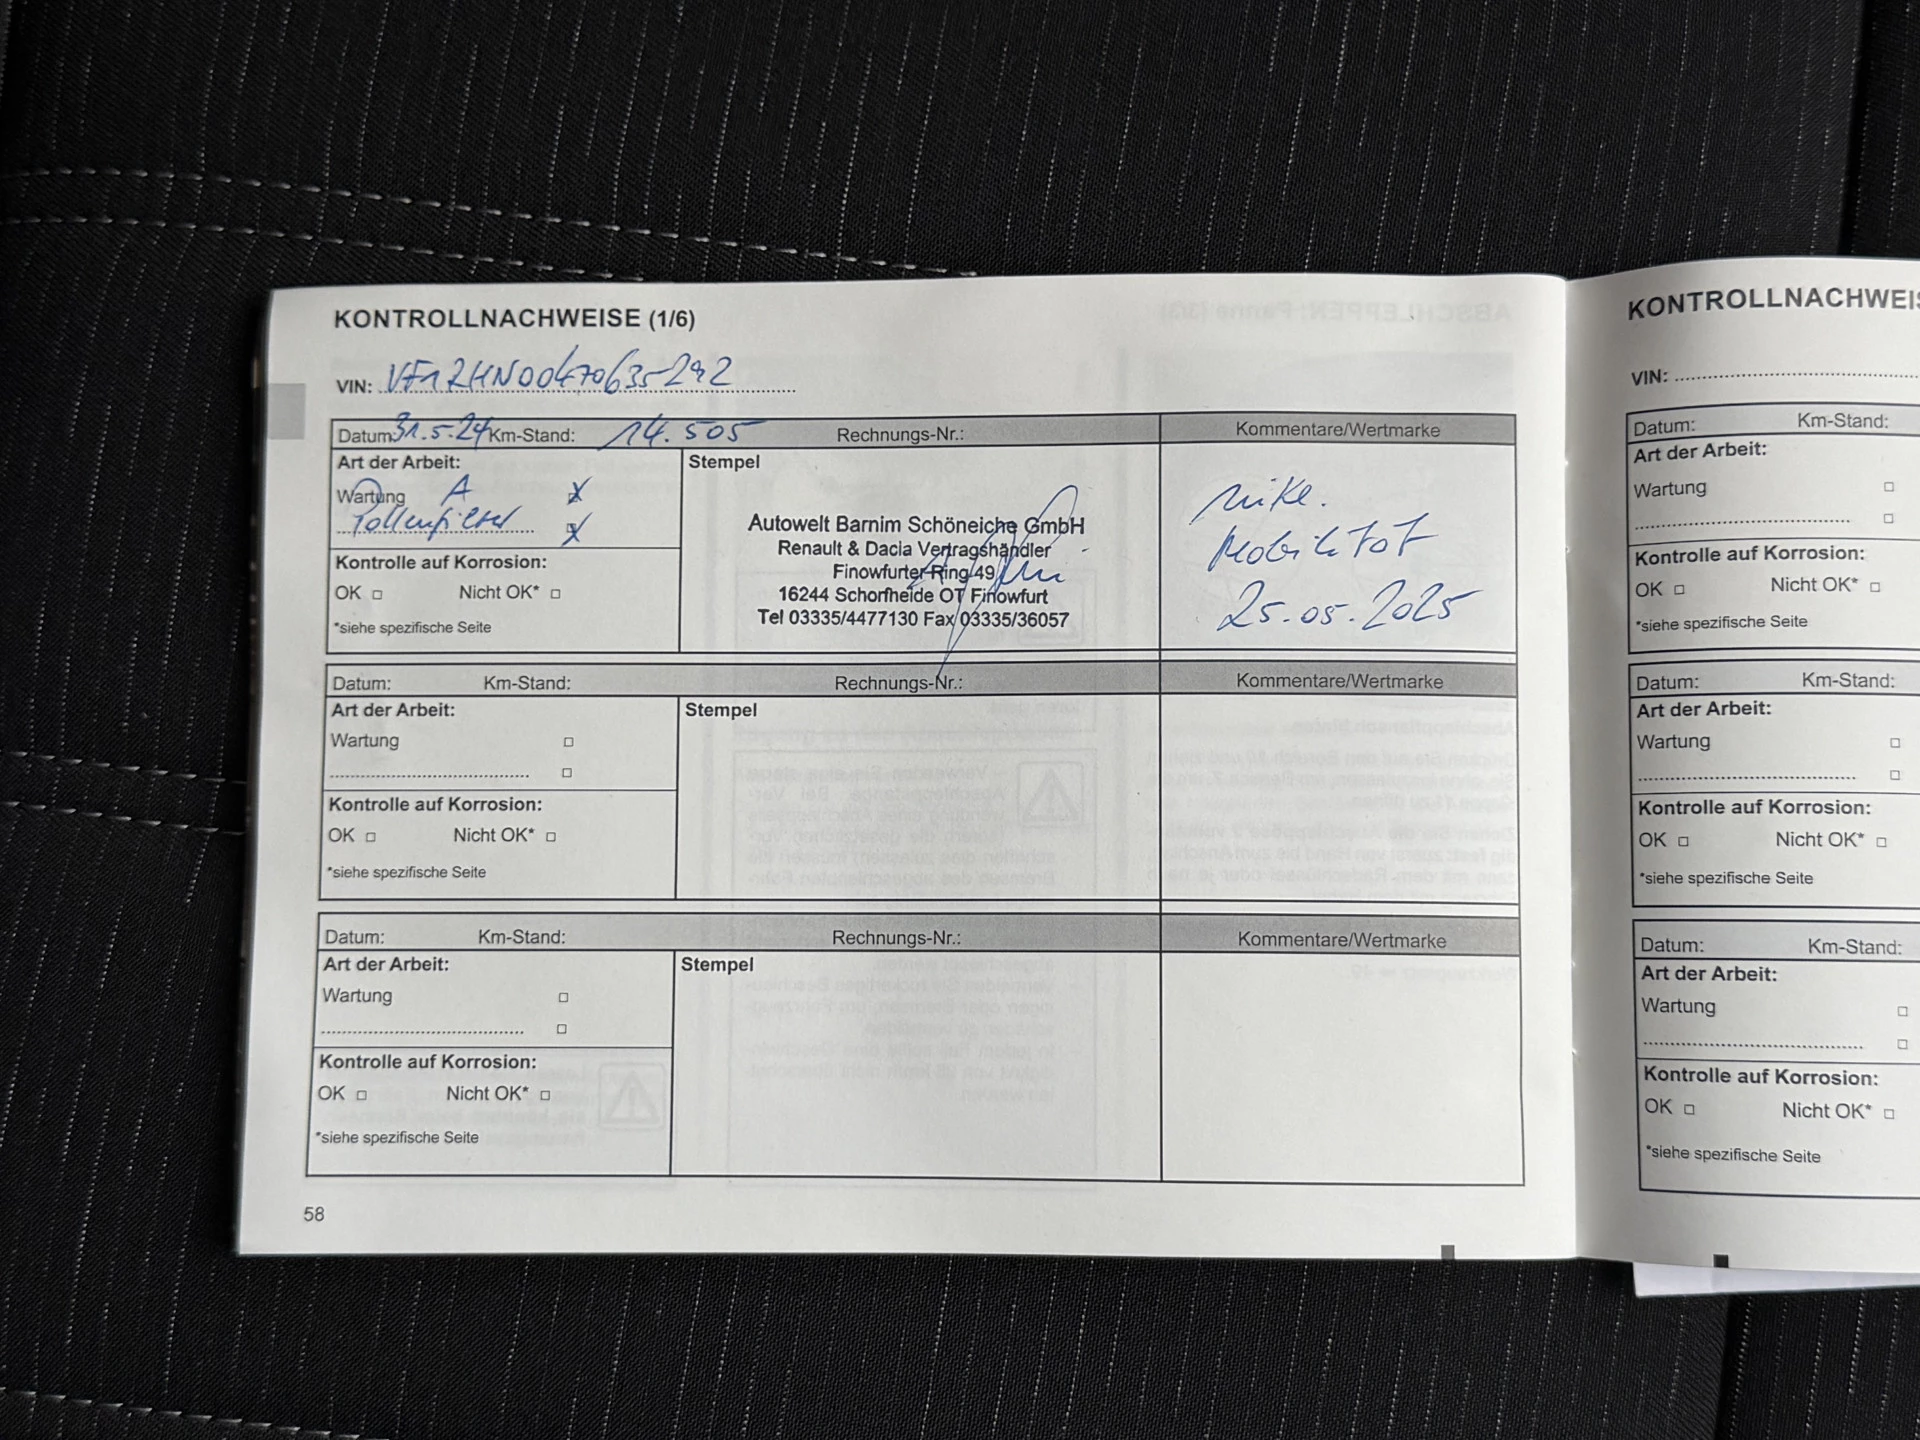 KONTROLLNACHWEISE (1/6)
VIN: VF1RHN00470635292
Datum: 31.5.24 Km-Stand: 14.505 Rechnungs-Nr.: Kommentare/Wertmarke
Art der Arbeit: Stempel
Wartung A
Pollenfilter
Kontrolle auf Korrosion:
OK Nicht OK*
*siehe spezifische Seite
Autowelt Barnim Schöneiche GmbH
Renault & Dacia Vertragshändler
Finowfurter Ring 49
16244 Schorfheide OT Finowfurt
Tel 03335/4477130 Fax 03335/36057
Mobilität
25.05.2025
Datum: Km-Stand: Rechnungs-Nr.: Kommentare/Wertmarke
Art der Arbeit: Stempel
Wartung
Kontrolle auf Korrosion:
OK Nicht OK*
*siehe spezifische Seite
Datum: Km-Stand: Rechnungs-Nr.: Kommentare/Wertmarke
Art der Arbeit: Stempel
Wartung
Kontrolle auf Korrosion:
OK Nicht OK*
*siehe spezifische Seite
58
KONTROLLNACHWEIS
VIN:
Datum: Km-Stand:
Art der Arbeit:
Wartung
Kontrolle auf Korrosion:
OK Nicht OK*
*siehe spezifische Seite
Datum: Km-Stand:
Art der Arbeit:
Wartung
Kontrolle auf Korrosion:
OK Nicht OK*
*siehe spezifische Seite
Datum: Km-Stand:
Art der Arbeit:
Wartung
Kontrolle auf Korrosion:
OK Nicht OK*
*siehe spezifische Seite